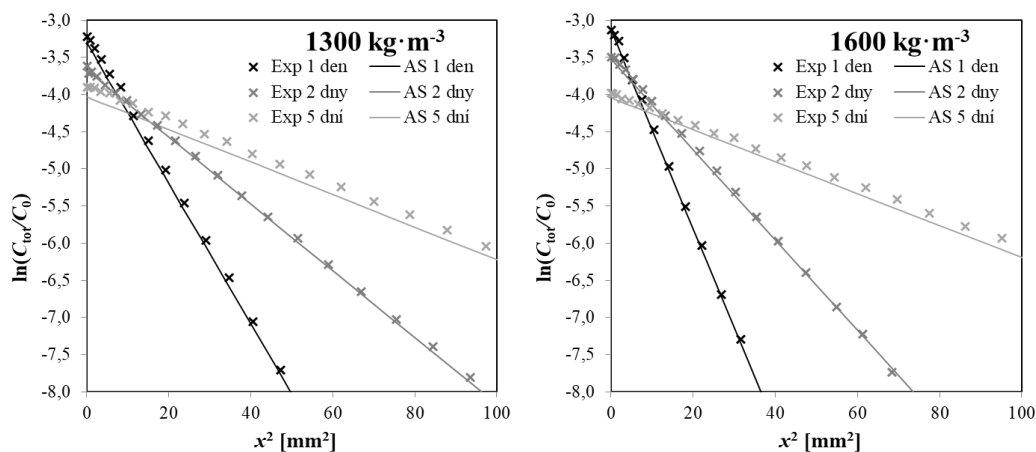 1300 kg·m-3
× Exp 1 den — AS 1 den
× Exp 2 dny — AS 2 dny
× Exp 5 dní — AS 5 dní
ln(Ctot/C0)
-3,0
-3,5
-4,0
-4,5
-5,0
-5,5
-6,0
-6,5
-7,0
-7,5
-8,0
0 20 40 60 80 100
x² [mm²]
1600 kg·m-3
× Exp 1 den — AS 1 den
× Exp 2 dny — AS 2 dny
× Exp 5 dní — AS 5 dní
ln(Ctot/C0)
-3,0
-3,5
-4,0
-4,5
-5,0
-5,5
-6,0
-6,5
-7,0
-7,5
-8,0
0 20 40 60 80 100
x² [mm²]